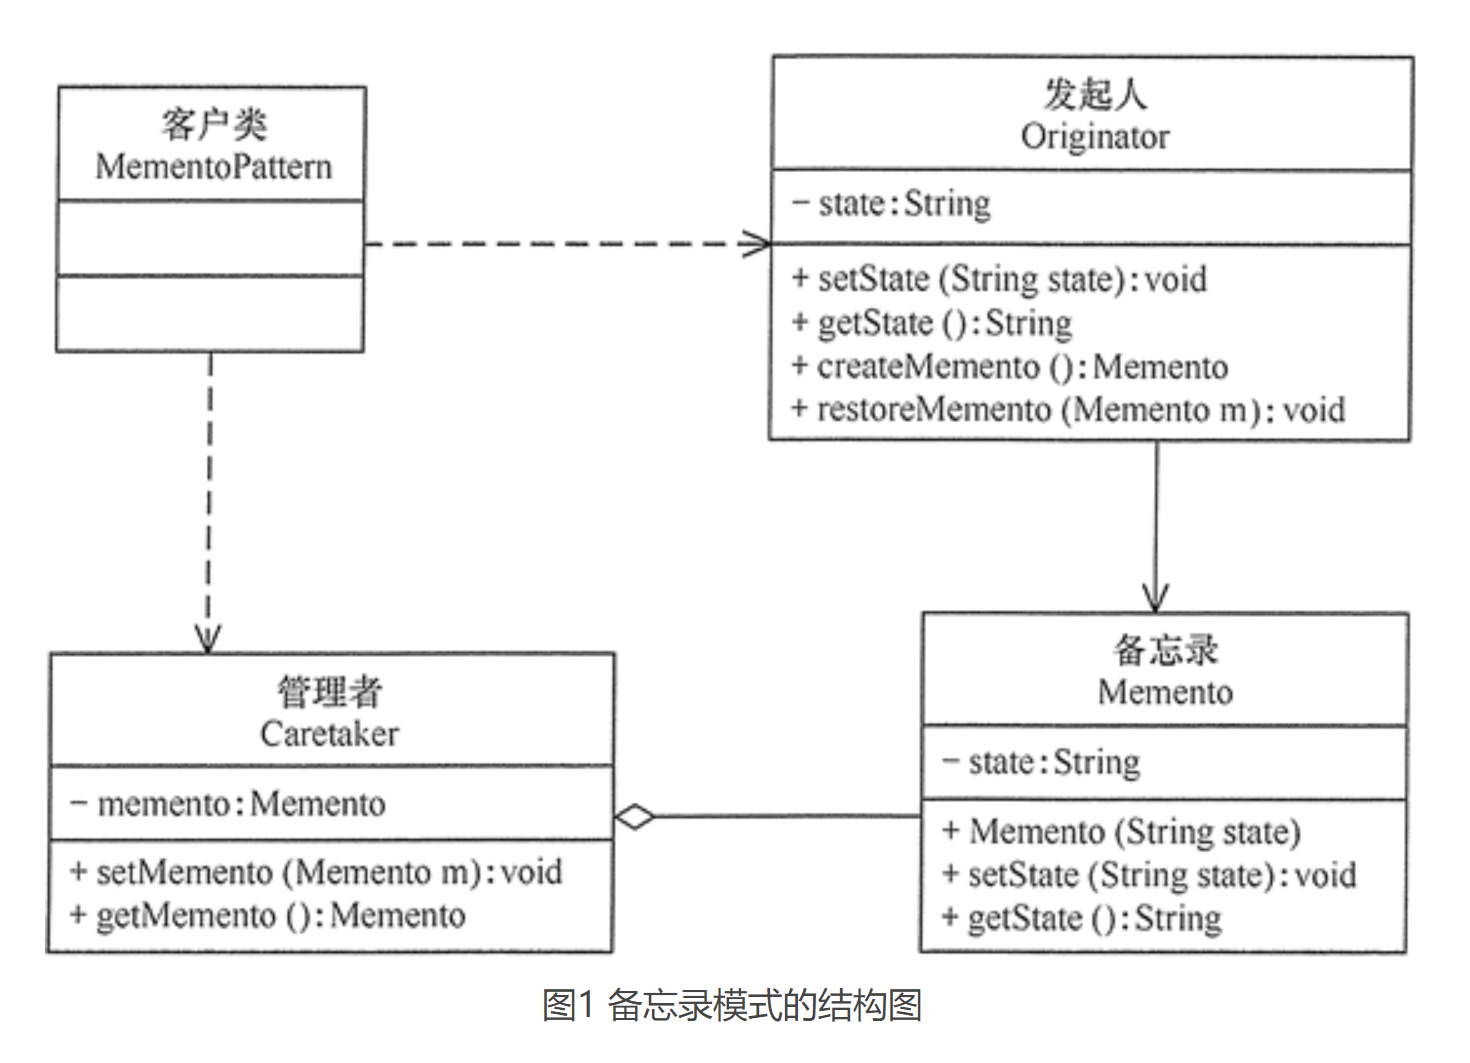 客户类
MementoPattern
发起人
Originator
− state:String
+ setState (String state):void
+ getState ():String
+ createMemento ():Memento
+ restoreMemento (Memento m): void
管理者
Caretaker
− memento:Memento
+ setMemento (Memento m):void
+ getMemento ():Memento
备忘录
Memento
− state:String
+ Memento (String state)
+ setState (String state):void
+ getState ():String
图1 备忘录模式的结构图